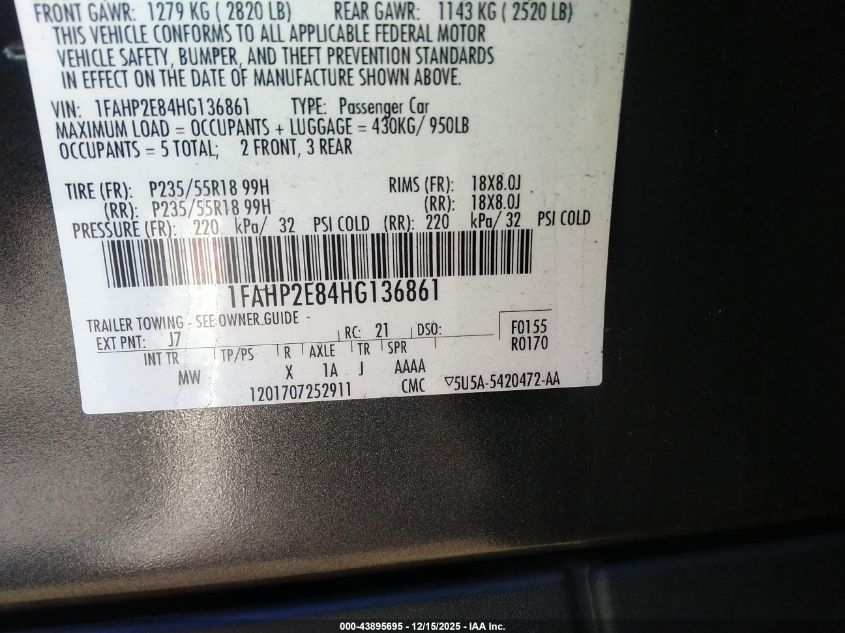 FRONT GAWR: 1279 KG ( 2820 LB) REAR GAWR: 1143 KG ( 2520 LB)
THIS VEHICLE CONFORMS TO ALL APPLICABLE FEDERAL MOTOR
VEHICLE SAFETY, BUMPER, AND THEFT PREVENTION STANDARDS
IN EFFECT ON THE DATE OF MANUFACTURE SHOWN ABOVE.
VIN: 1FAHP2E84HG136861 TYPE: Passenger Car
MAXIMUM LOAD = OCCUPANTS + LUGGAGE = 430KG/ 950LB
OCCUPANTS = 5 TOTAL; 2 FRONT, 3 REAR
TIRE (FR): P235/55R18 99H RIMS (FR): 18X8.0J
(RR): P235/55R18 99H (RR): 18X8.0J
PRESSURE (FR): 220 kPa/ 32 PSI COLD (RR): 220 kPa/ 32 PSI COLD
1FAHP2E84HG136861
TRAILER TOWING - SEE OWNER GUIDE -
EXT PNT: J7 RC: 21 DSO: F0155
R0170
INT TR TP/PS R AXLE TR SPR
MW X 1A J AAAA
1201707252911 CMC ▽5U5A-5420472-AA
000-43895695 - 12/15/2025 - IAA Inc.